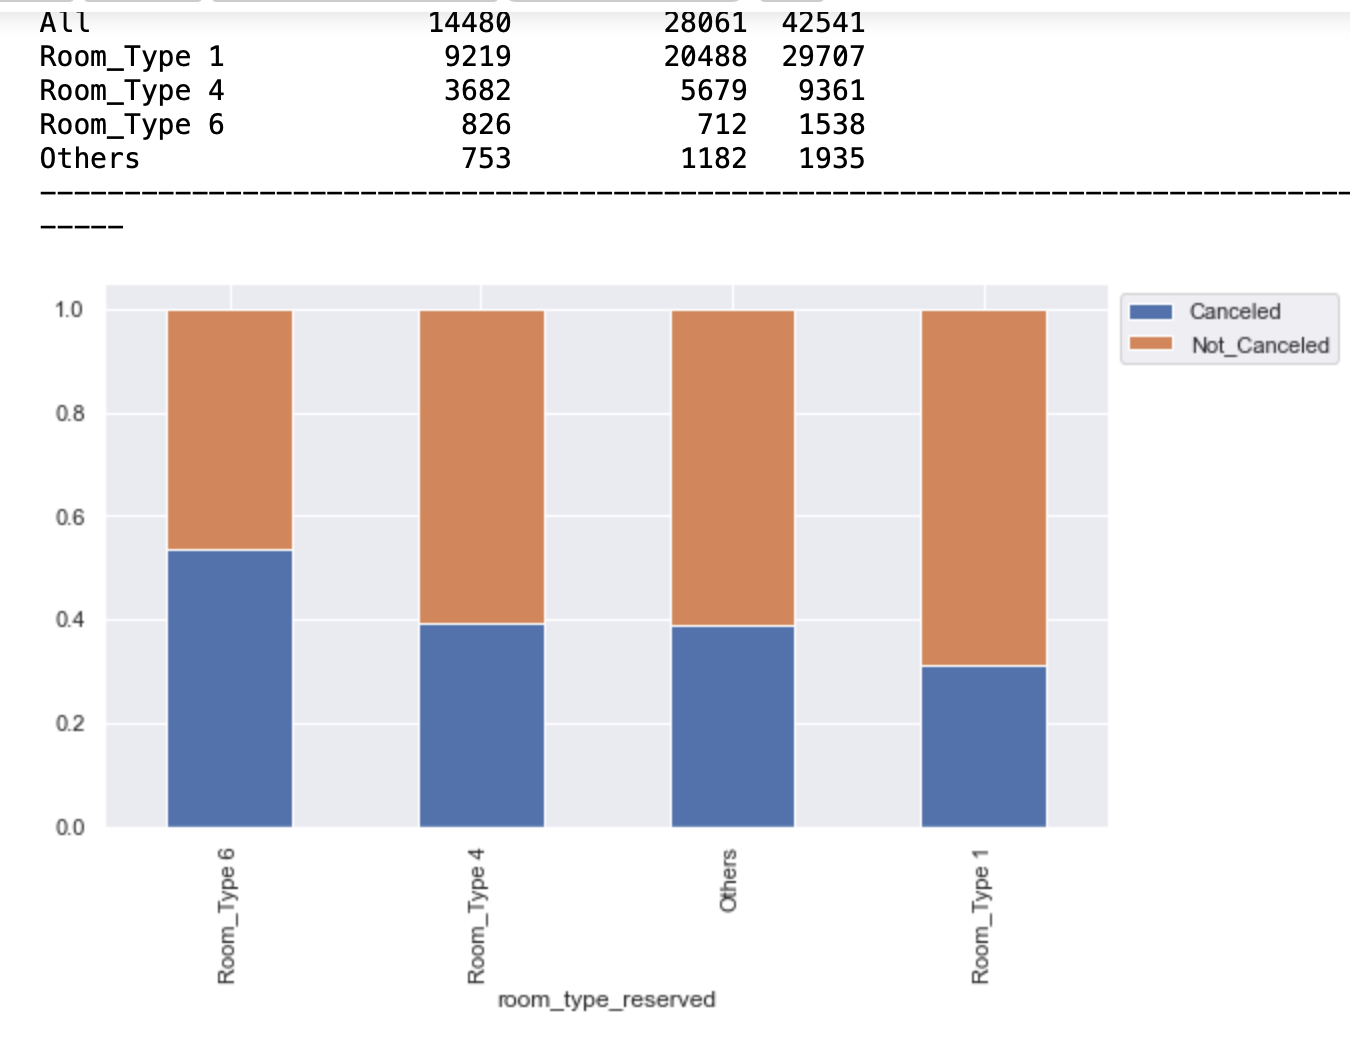 All 14480 28061 42541
Room_Type 1 9219 20488 29707
Room_Type 4 3682 5679 9361
Room_Type 6 826 712 1538
Others 753 1182 1935
------------------------------------------------------------------------------
-----
1.0
0.8
0.6
0.4
0.2
0.0
Canceled
Not_Canceled
Room_Type 6
Room_Type 4
Others
Room_Type 1
room_type_reserved